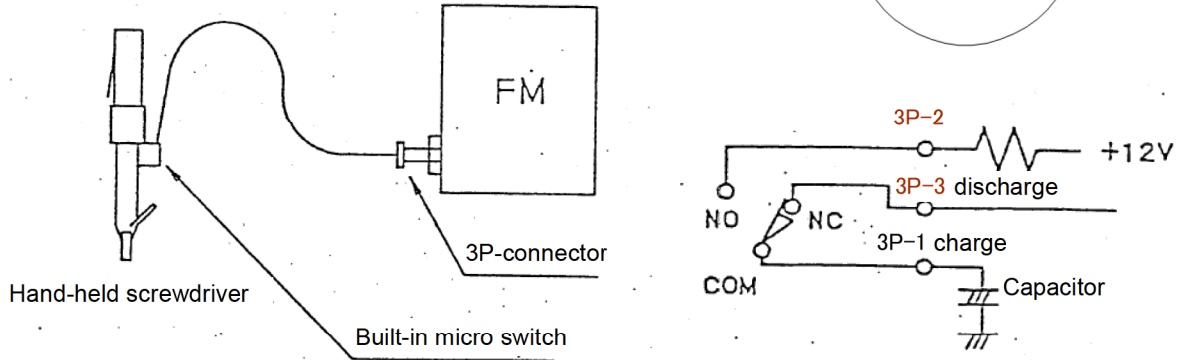 FM
3P-connector
Hand-held screwdriver
Built-in micro switch
3P-2
+12V
3P-3 discharge
NO
NC
3P-1 charge
COM
Capacitor